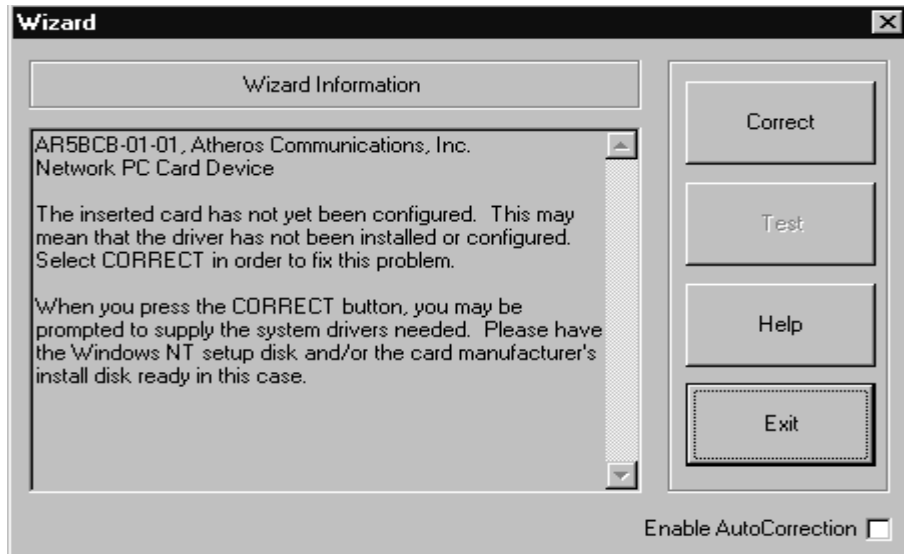 Wizard
Wizard Information
AR5BCB-01-01, Atheros Communications, Inc.
Network PC Card Device
The inserted card has not yet been configured.  This may
mean that the driver has not been installed or configured.
Select CORRECT in order to fix this problem.
When you press the CORRECT button, you may be
prompted to supply the system drivers needed.  Please have
the Windows NT setup disk and/or the card manufacturer's
install disk ready in this case.
Correct
Test
Help
Exit
Enable AutoCorrection